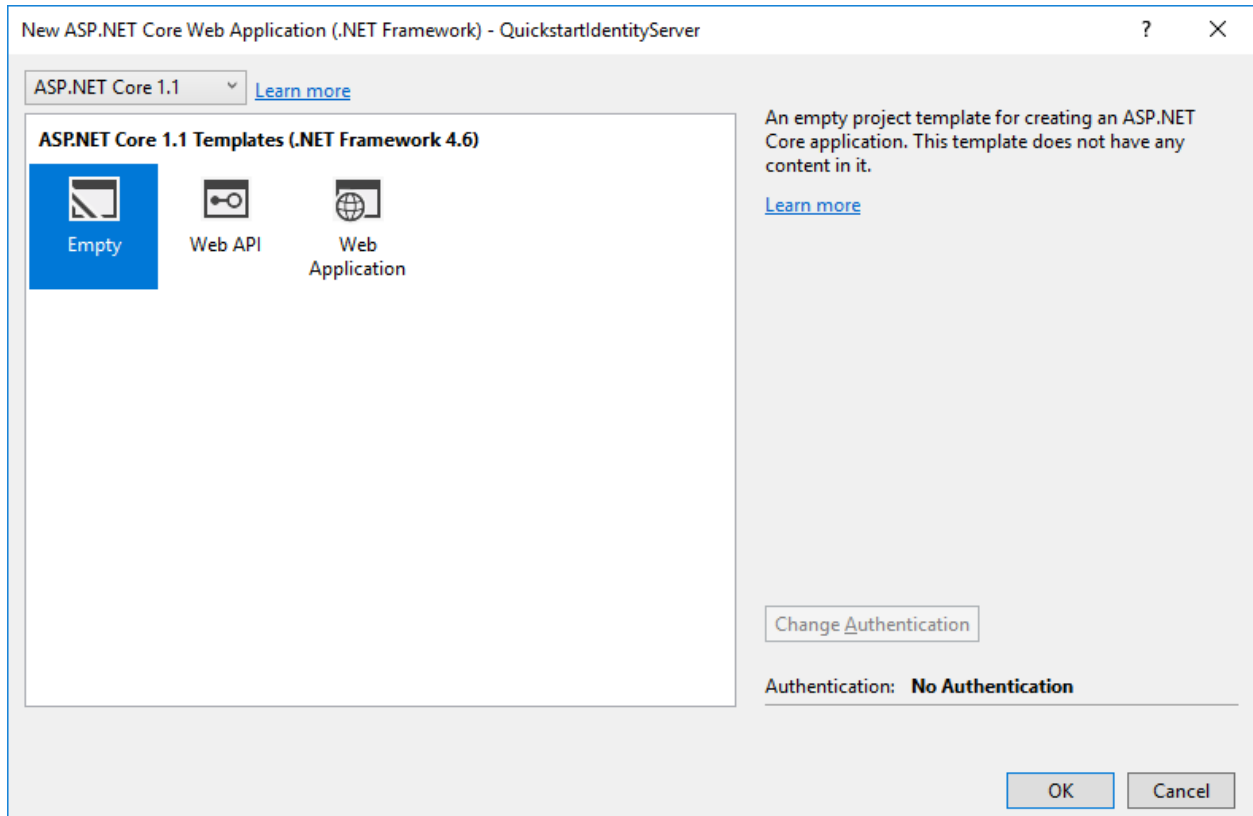 New ASP.NET Core Web Application (.NET Framework) - QuickstartIdentityServer
?
ASP.NET Core 1.1
Learn more
ASP.NET Core 1.1 Templates (.NET Framework 4.6)
Empty
Web API
Web
Application
An empty project template for creating an ASP.NET
Core application. This template does not have any
content in it.
Learn more
Change Authentication
Authentication: No Authentication
OK
Cancel